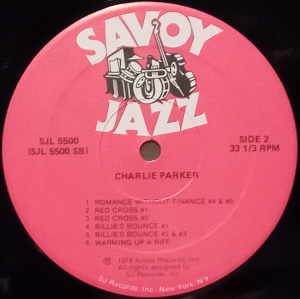 SAVOY
JAZZ
SJL 5500
(SJL 5500 SB)
SIDE 2
33 1/3 RPM
CHARLIE PARKER
1. ROMANCE WITHOUT FINANCE #4 & #5
2. RED CROSS #1
3. RED CROSS #2
4. BILLIE'S BOUNCE #1
5. BILLIE'S BOUNCE #2 & #3
6. WARMING UP A RIFF
℗ 1978 Arista Records, Inc.
All rights assigned to
SJ Records, Inc.
SJ Records Inc., New York N.Y.